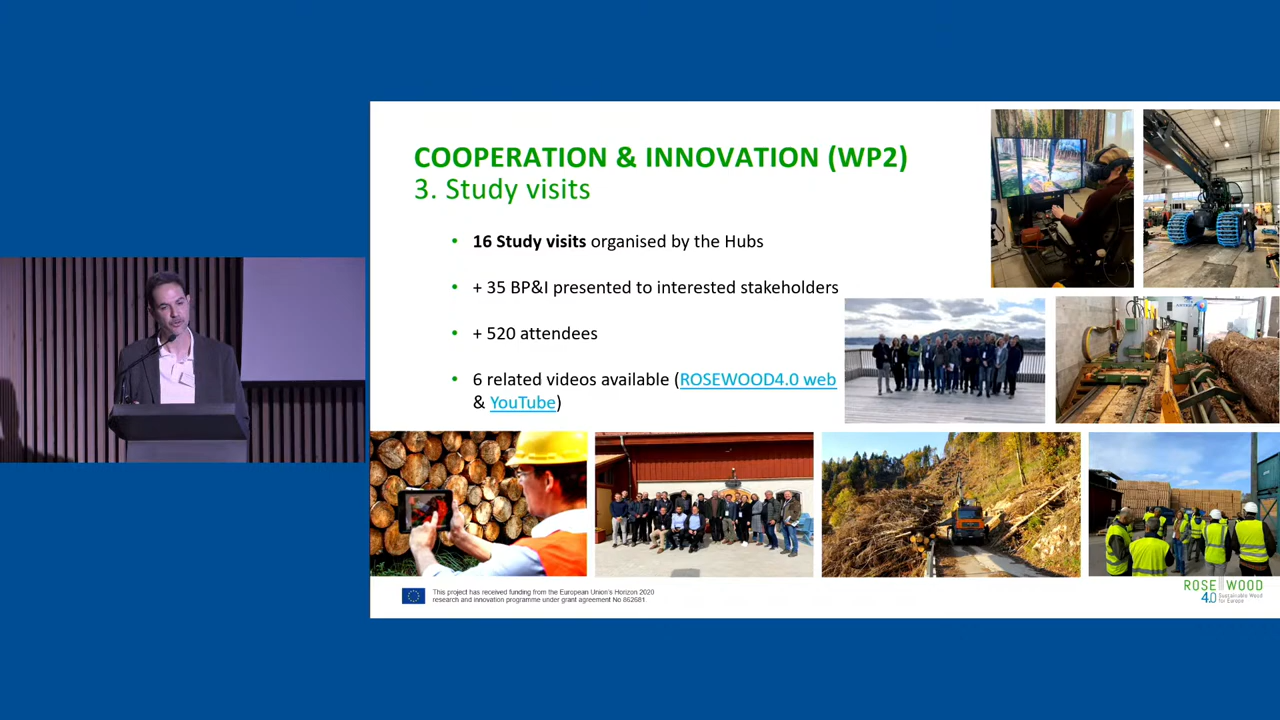 COOPERATION & INNOVATION (WP2)
3. Study visits
• 16 Study visits organised by the Hubs
• + 35 BP&I presented to interested stakeholders
• + 520 attendees
• 6 related videos available (ROSEWOOD4.0 web
& YouTube)
This project has received funding from the European Union's Horizon 2020
research and innovation programme under grant agreement No 862681
ROSEWOOD
4.0 Sustainable Wood
for Europe